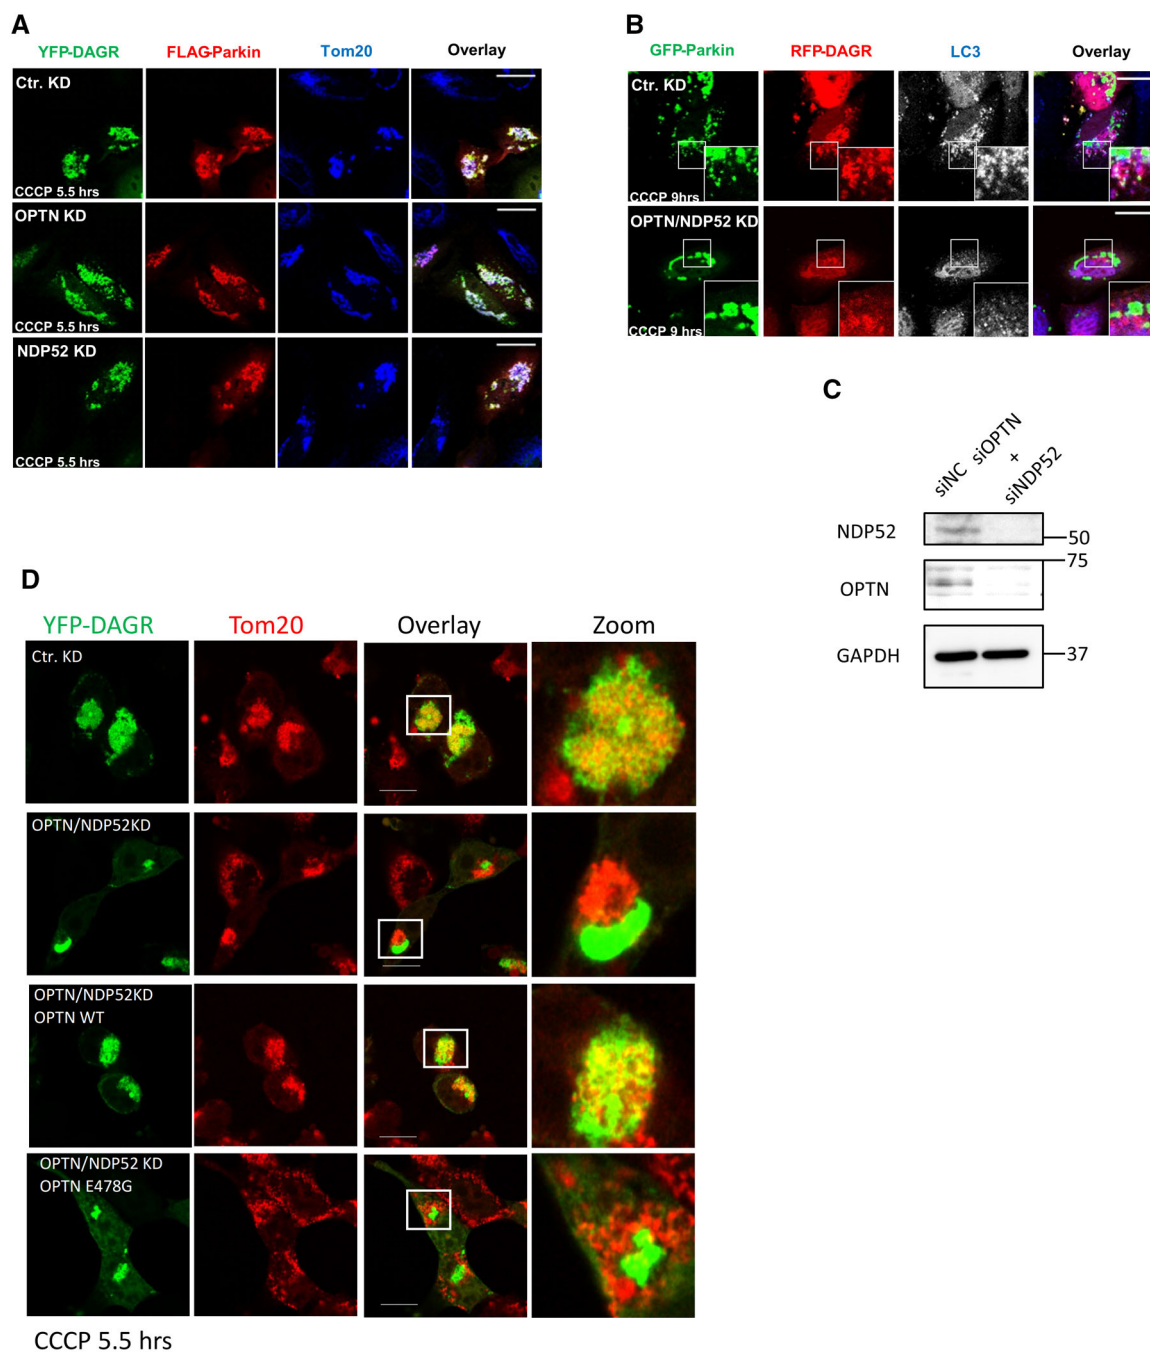 A
YFP-DAGR FLAG-Parkin Tom20 Overlay
Ctr. KD
CCCP 5.5 hrs
OPTN KD
CCCP 5.5 hrs
NDP52 KD
CCCP 5.5 hrs
B
GFP-Parkin RFP-DAGR LC3 Overlay
Ctr. KD
CCCP 9hrs
OPTN/NDP52 KD
CCCP 9 hrs
C
siNC siOPTN
+
siNDP52
NDP52
50
75
OPTN
GAPDH
37
D
YFP-DAGR Tom20 Overlay Zoom
Ctr. KD
OPTN/NDP52KD
OPTN/NDP52KD
OPTN WT
OPTN/NDP52 KD
OPTN E478G
CCCP 5.5 hrs